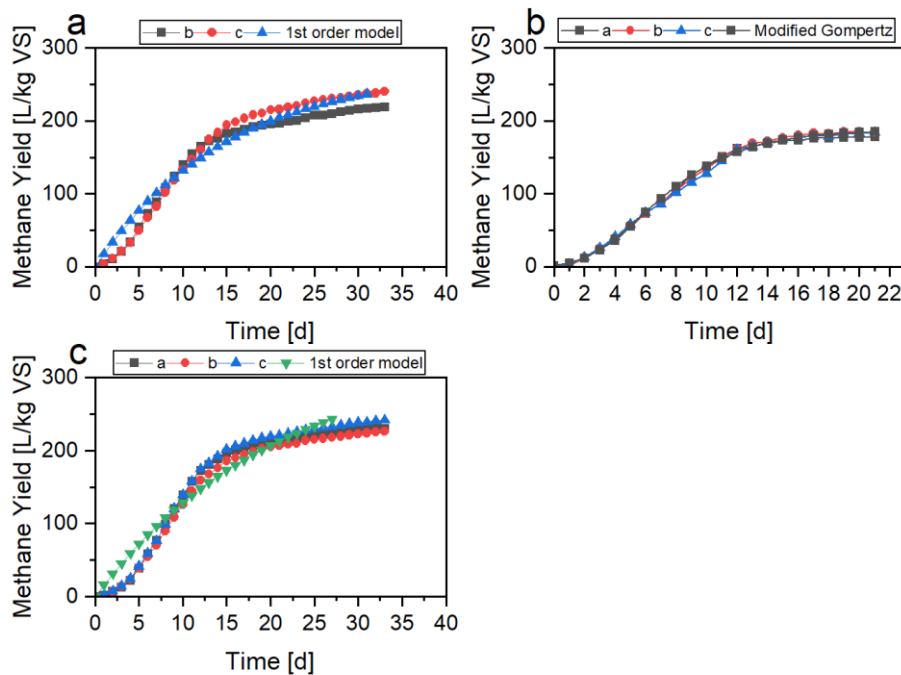 a
b c 1st order model
Methane Yield [L/kg VS]
300
200
100
0
0 5 10 15 20 25 30 35 40
Time [d]
b
a b c Modified Gompertz
Methane Yield [L/kg VS]
300
200
100
0
0 2 4 6 8 10 12 14 16 18 20 22
Time [d]
c
a b c 1st order model
Methane Yield [L/kg VS]
300
200
100
0
0 5 10 15 20 25 30 35 40
Time [d]